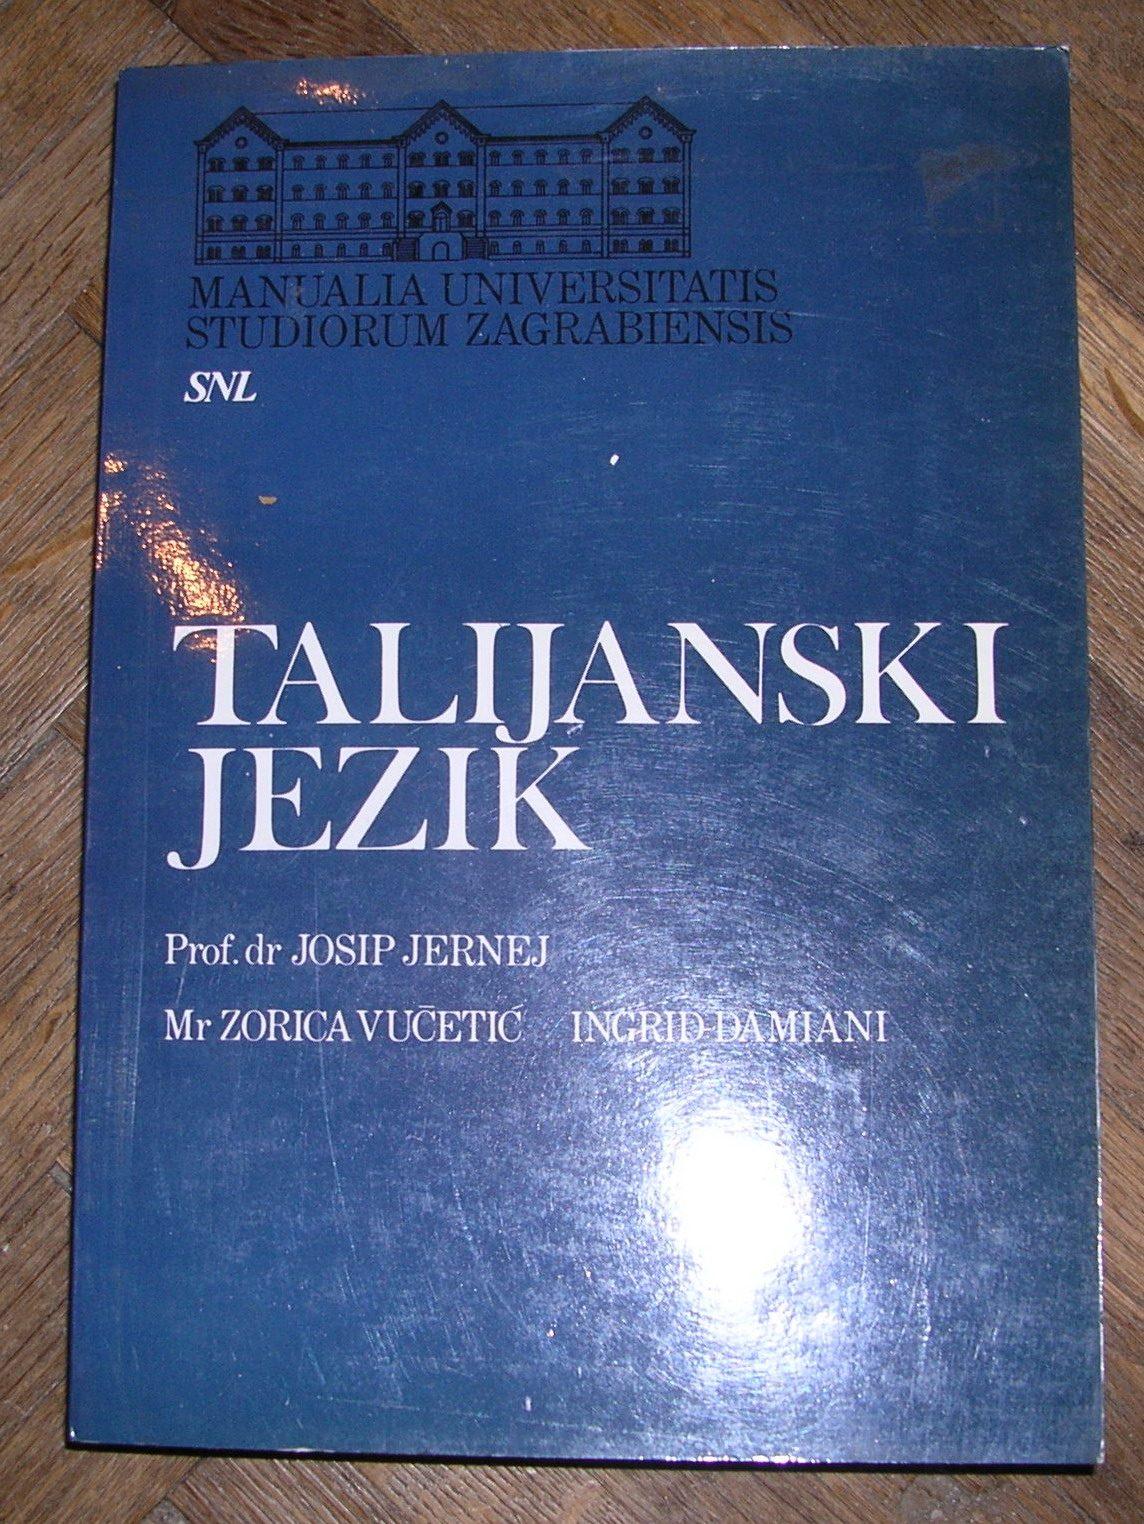 MANUALIA UNIVERSITATIS
STUDIORUM ZAGRABIENSIS
SNL
TALIJANSKI
JEZIK
Prof. dr JOSIP JERNEJ
Mr ZORICA VUČETIĆ INGRID-DAMIANI